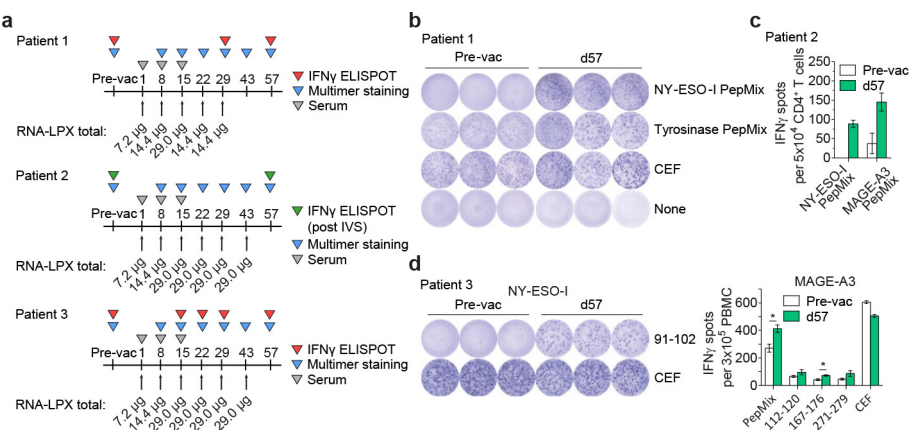 a
Patient 1
Pre-vac 1 8 15 22 29 43 57
RNA-LPX total:
7.2 µg 14.4 µg 29.0 µg 14.4 µg 14.4 µg
IFNγ ELISPOT
Multimer staining
Serum
Patient 2
Pre-vac 1 8 15 22 29 43 57
RNA-LPX total:
7.2 µg 14.4 µg 29.0 µg 29.0 µg 29.0 µg 29.0 µg
IFNγ ELISPOT
(post IVS)
Multimer staining
Serum
Patient 3
Pre-vac 1 8 15 22 29 43 57
RNA-LPX total:
7.2 µg 14.4 µg 29.0 µg 29.0 µg 29.0 µg 29.0 µg
IFNγ ELISPOT
Multimer staining
Serum
b
Patient 1
Pre-vac d57
NY-ESO-I PepMix
Tyrosinase PepMix
CEF
None
c
Patient 2
IFNγ spots
per 5x10⁴ CD4⁺ T cells
250
200
150
100
50
0
Pre-vac
d57
NY-ESO-I
PepMix
MAGE-A3
PepMix
d
Patient 3
NY-ESO-I
Pre-vac d57
91-102
CEF
MAGE-A3
IFNγ spots
per 3x10⁵ PBMC
600
400
200
0
Pre-vac
d57
*
*
PepMix
112-120
167-176
271-279
CEF